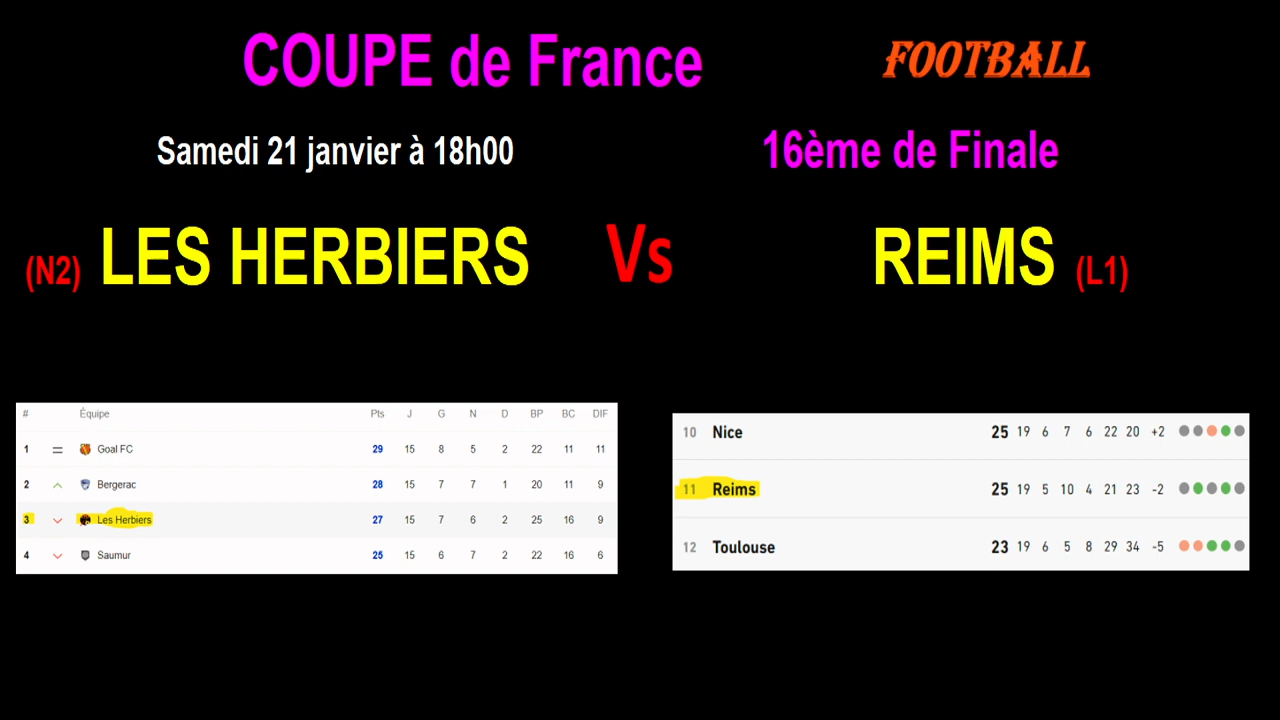 COUPE de France
FOOTBALL
Samedi 21 janvier à 18h00
16ème de Finale
(N2) LES HERBIERS Vs REIMS (L1)
# Équipe Pts J G N D BP BC DIF
1 Goal FC 29 15 8 5 2 22 11 11
2 Bergerac 28 15 7 7 1 20 11 9
3 Les Herbiers 27 15 7 6 2 25 16 9
4 Saumur 25 15 6 7 2 22 16 6
10 Nice 25 19 6 7 6 22 20 +2
11 Reims 25 19 5 10 4 21 23 -2
12 Toulouse 23 19 6 5 8 29 34 -5